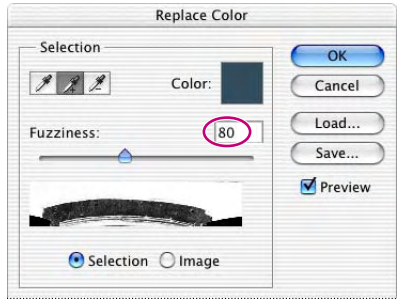 Replace Color
Selection
Color:
Fuzziness:
80
Selection
Image
OK
Cancel
Load...
Save...
Preview